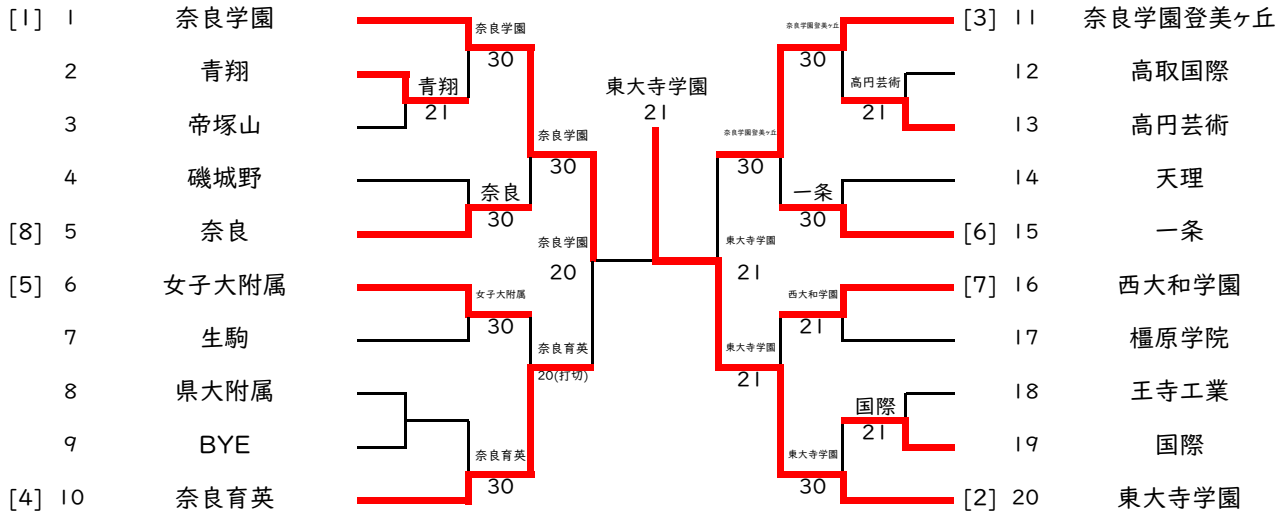 [1] 1 奈良学園
2 青翔
3 帝塚山
4 磯城野
[8] 5 奈良
[5] 6 女子大附属
7 生駒
8 県大附属
9 BYE
[4] 10 奈良育英
青翔
21
奈良学園
30
奈良
30
女子大附属
30
奈良育英
30
奈良学園
30
奈良育英
20(打切)
奈良学園
20
東大寺学園
21
東大寺学園
21
奈良学園登美ヶ丘
30
東大寺学園
21
奈良学園登美ヶ丘
30
一条
30
西大和学園
21
東大寺学園
30
高円芸術
21
国際
21
[3] 11 奈良学園登美ヶ丘
12 高取国際
13 高円芸術
14 天理
[6] 15 一条
[7] 16 西大和学園
17 橿原学院
18 王寺工業
19 国際
[2] 20 東大寺学園